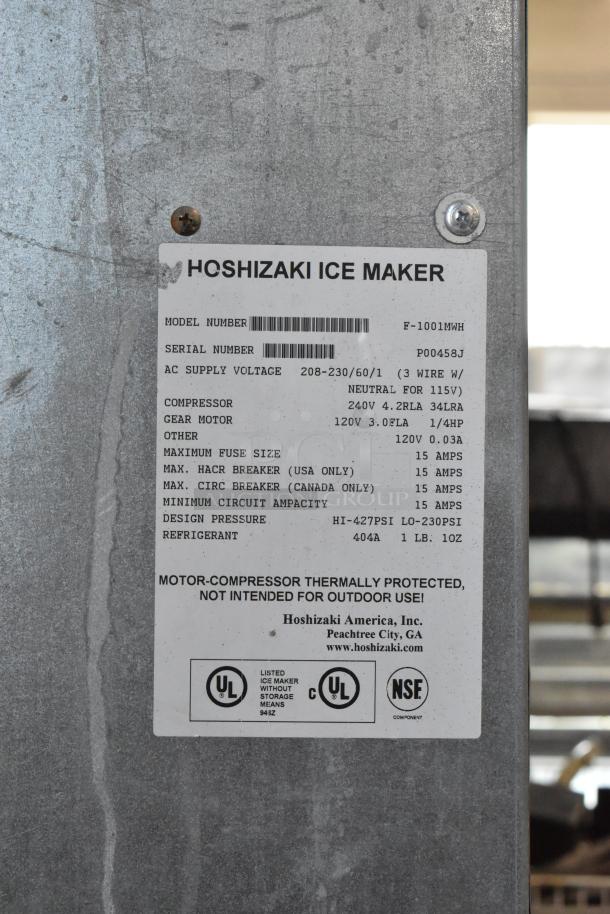 HOSHIZAKI ICE MAKER
MODEL NUMBER F-1001MWH
SERIAL NUMBER P00458J
AC SUPPLY VOLTAGE 208-230/60/1 (3 WIRE W/
NEUTRAL FOR 115V)
COMPRESSOR 240V 4.2RLA 34LRA
GEAR MOTOR 120V 3.0FLA 1/4HP
OTHER 120V 0.03A
MAXIMUM FUSE SIZE 15 AMPS
MAX. HACR BREAKER (USA ONLY) 15 AMPS
MAX. CIRC BREAKER (CANADA ONLY) 15 AMPS
MINIMUM CIRCUIT AMPACITY 15 AMPS
DESIGN PRESSURE HI-427PSI LO-230PSI
REFRIGERANT 404A 1 LB. 1OZ
MOTOR-COMPRESSOR THERMALLY PROTECTED,
NOT INTENDED FOR OUTDOOR USE!
Hoshizaki America, Inc.
Peachtree City, GA
www.hoshizaki.com
UL ®
LISTED
ICE MAKER
WITHOUT
STORAGE
MEANS
946Z
C UL ®
NSF
COMPONENT